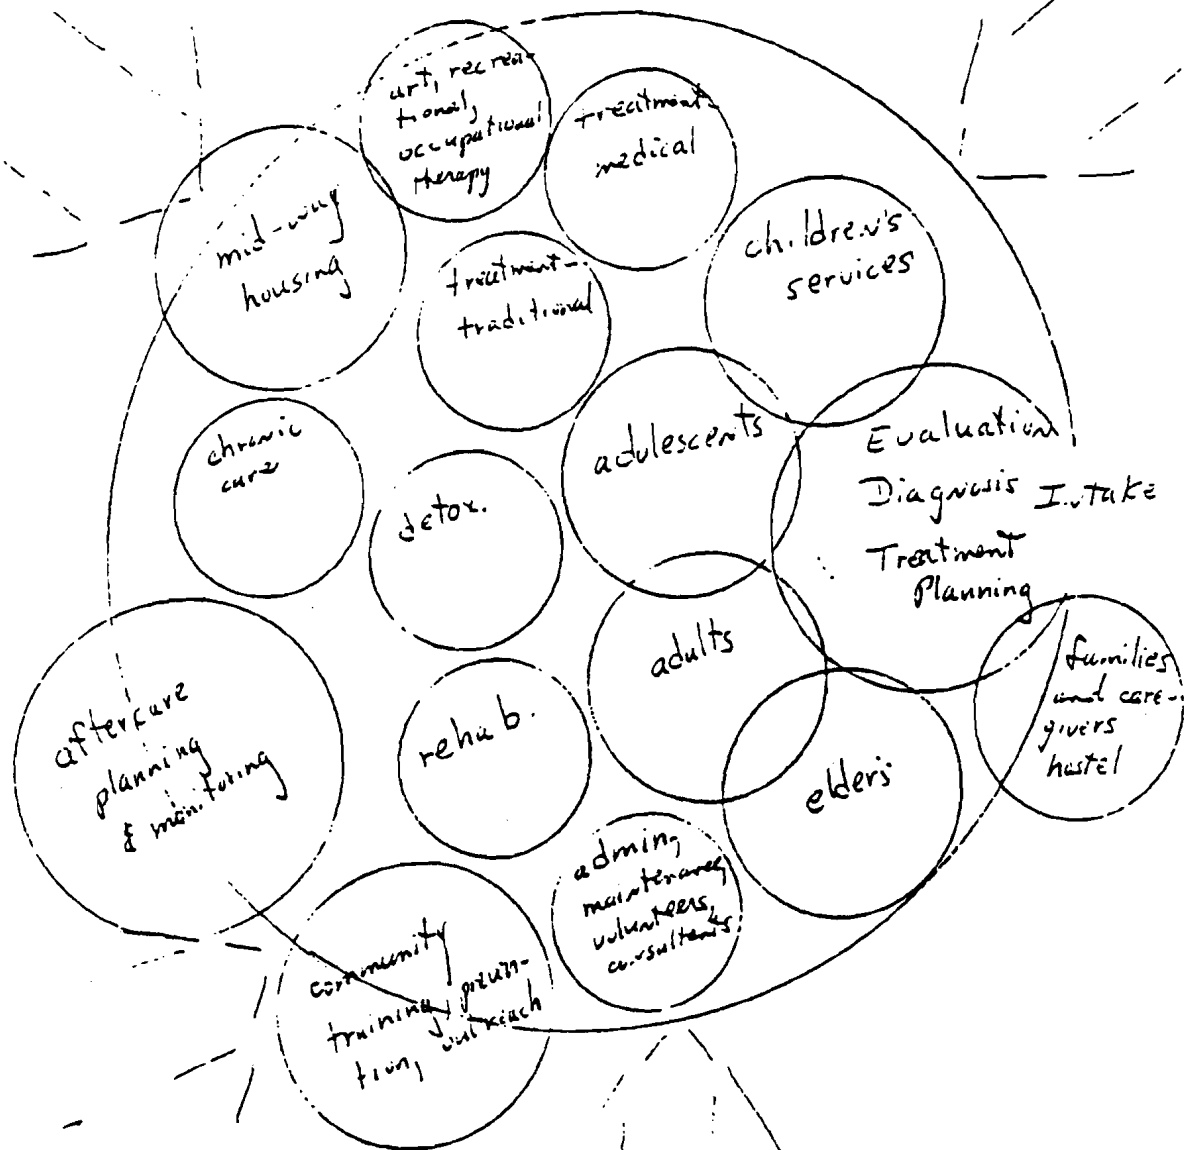 art, recrea-
tional,
occupational
therapy
treatment-
medical
mid-way
housing
treatment-
traditional
children's
services
chronic
care
detox.
adolescents
Evaluation
Diagnosis
Intake
Treatment
Planning
adults
families
and care-
givers
hostel
aftercare
planning
& monitoring
rehab.
elders
admin,
maintenance,
volunteers,
consultants
community
training, preven-
tion, outreach